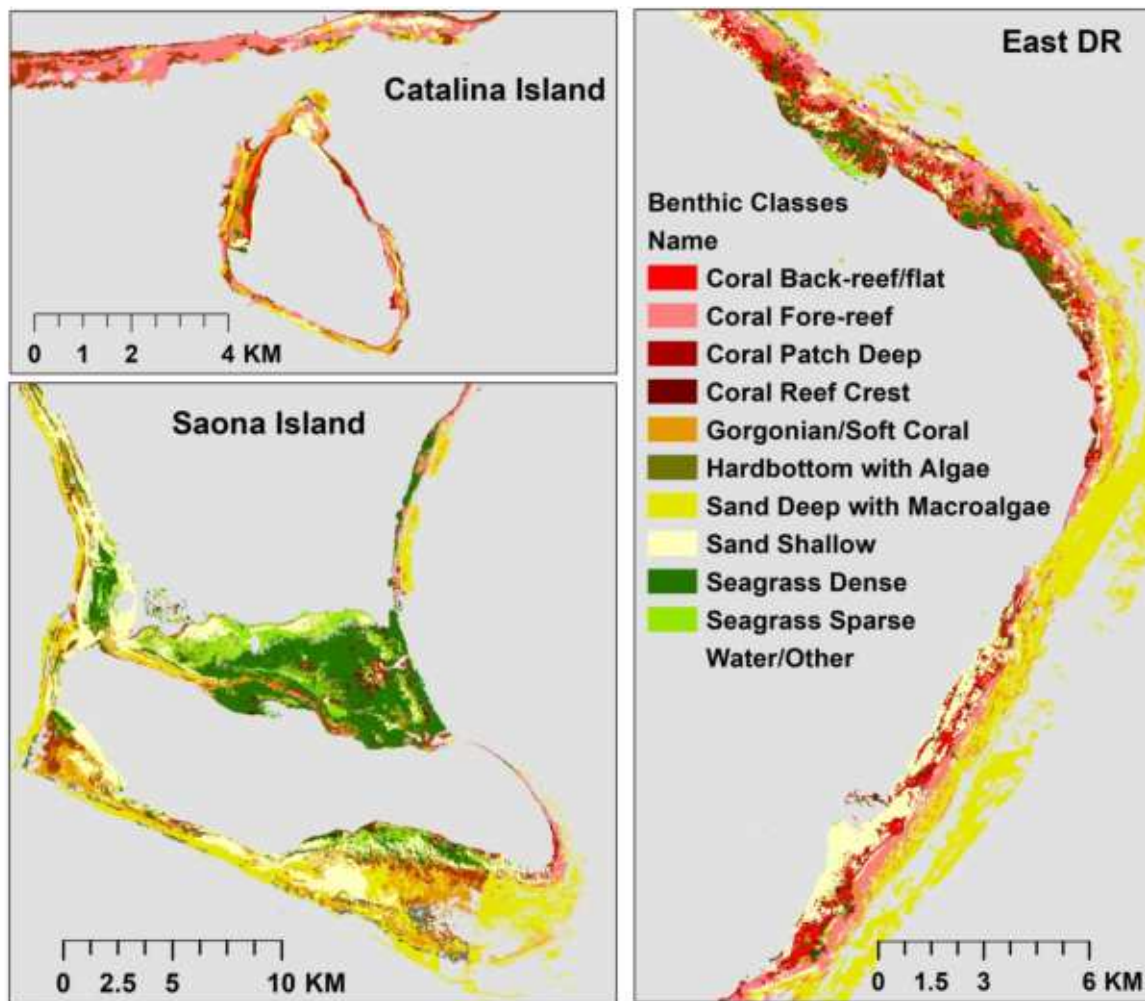 Catalina Island
0 1 2 4 KM
Saona Island
0 2.5 5 10 KM
East DR
Benthic Classes
Name
Coral Back-reef/flat
Coral Fore-reef
Coral Patch Deep
Coral Reef Crest
Gorgonian/Soft Coral
Hardbottom with Algae
Sand Deep with Macroalgae
Sand Shallow
Seagrass Dense
Seagrass Sparse
Water/Other
0 1.5 3 6 KM